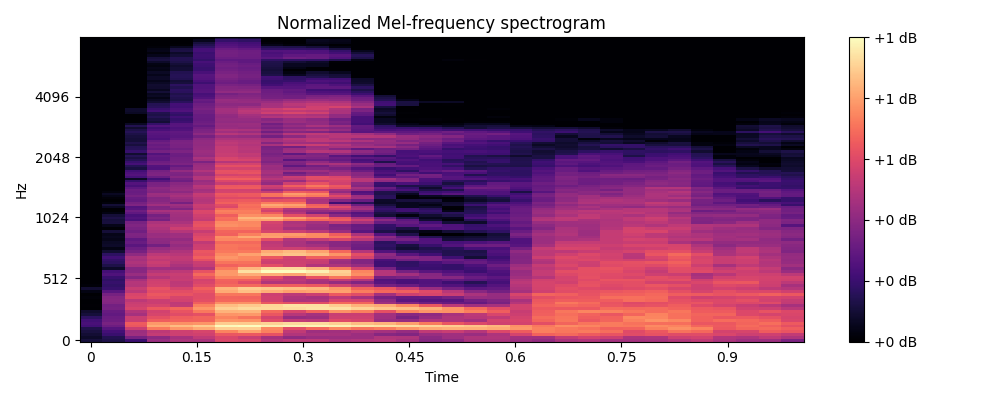 Normalized Mel-frequency spectrogram
+1 dB
4096
+1 dB
2048
+1 dB
Hz
1024
+0 dB
512
+0 dB
0
+0 dB
0 0.15 0.3 0.45 0.6 0.75 0.9
Time